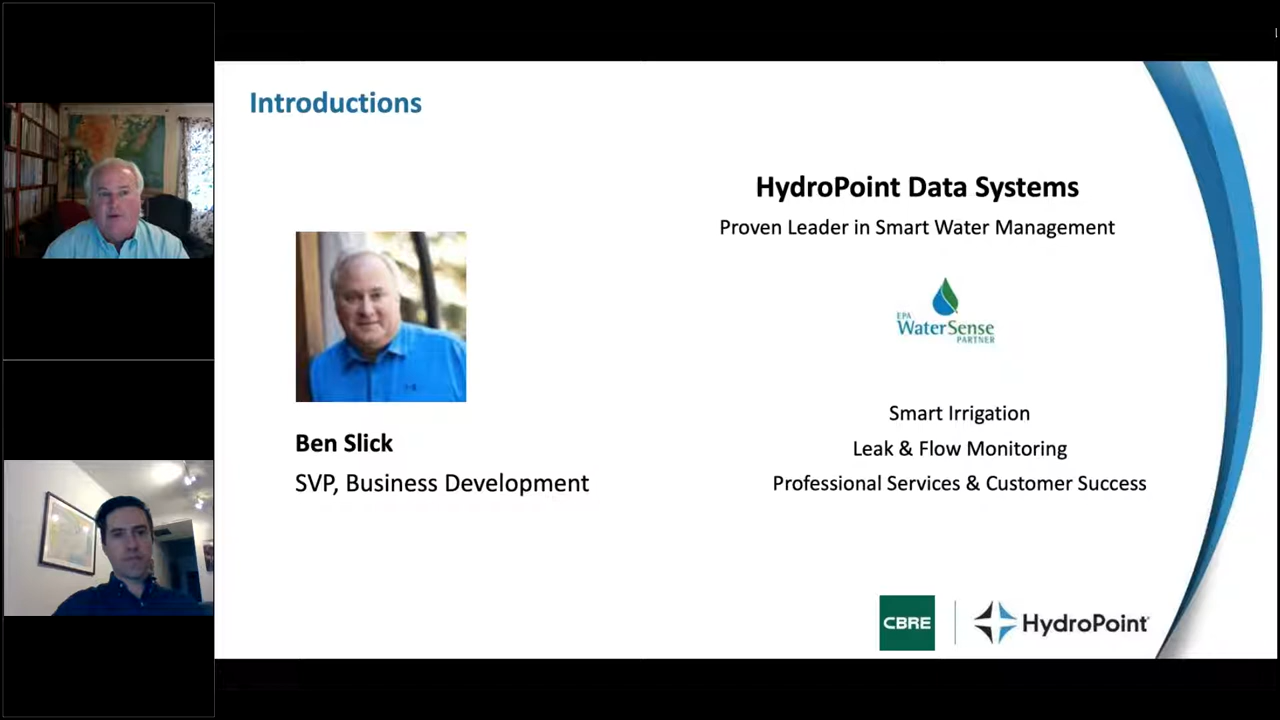 Introductions
HydroPoint Data Systems
Proven Leader in Smart Water Management
EPA
WaterSense
PARTNER
Ben Slick
SVP, Business Development
Smart Irrigation
Leak & Flow Monitoring
Professional Services & Customer Success
CBRE
HydroPoint